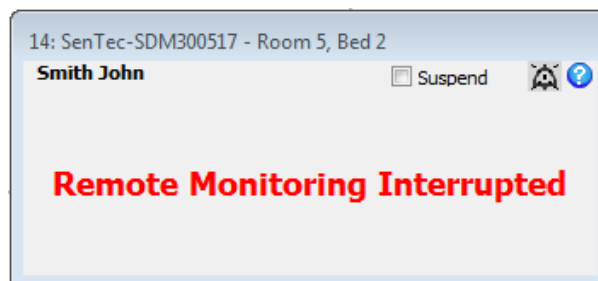 14: SenTec-SDM300517 - Room 5, Bed 2
Smith John Suspend ?
Remote Monitoring Interrupted